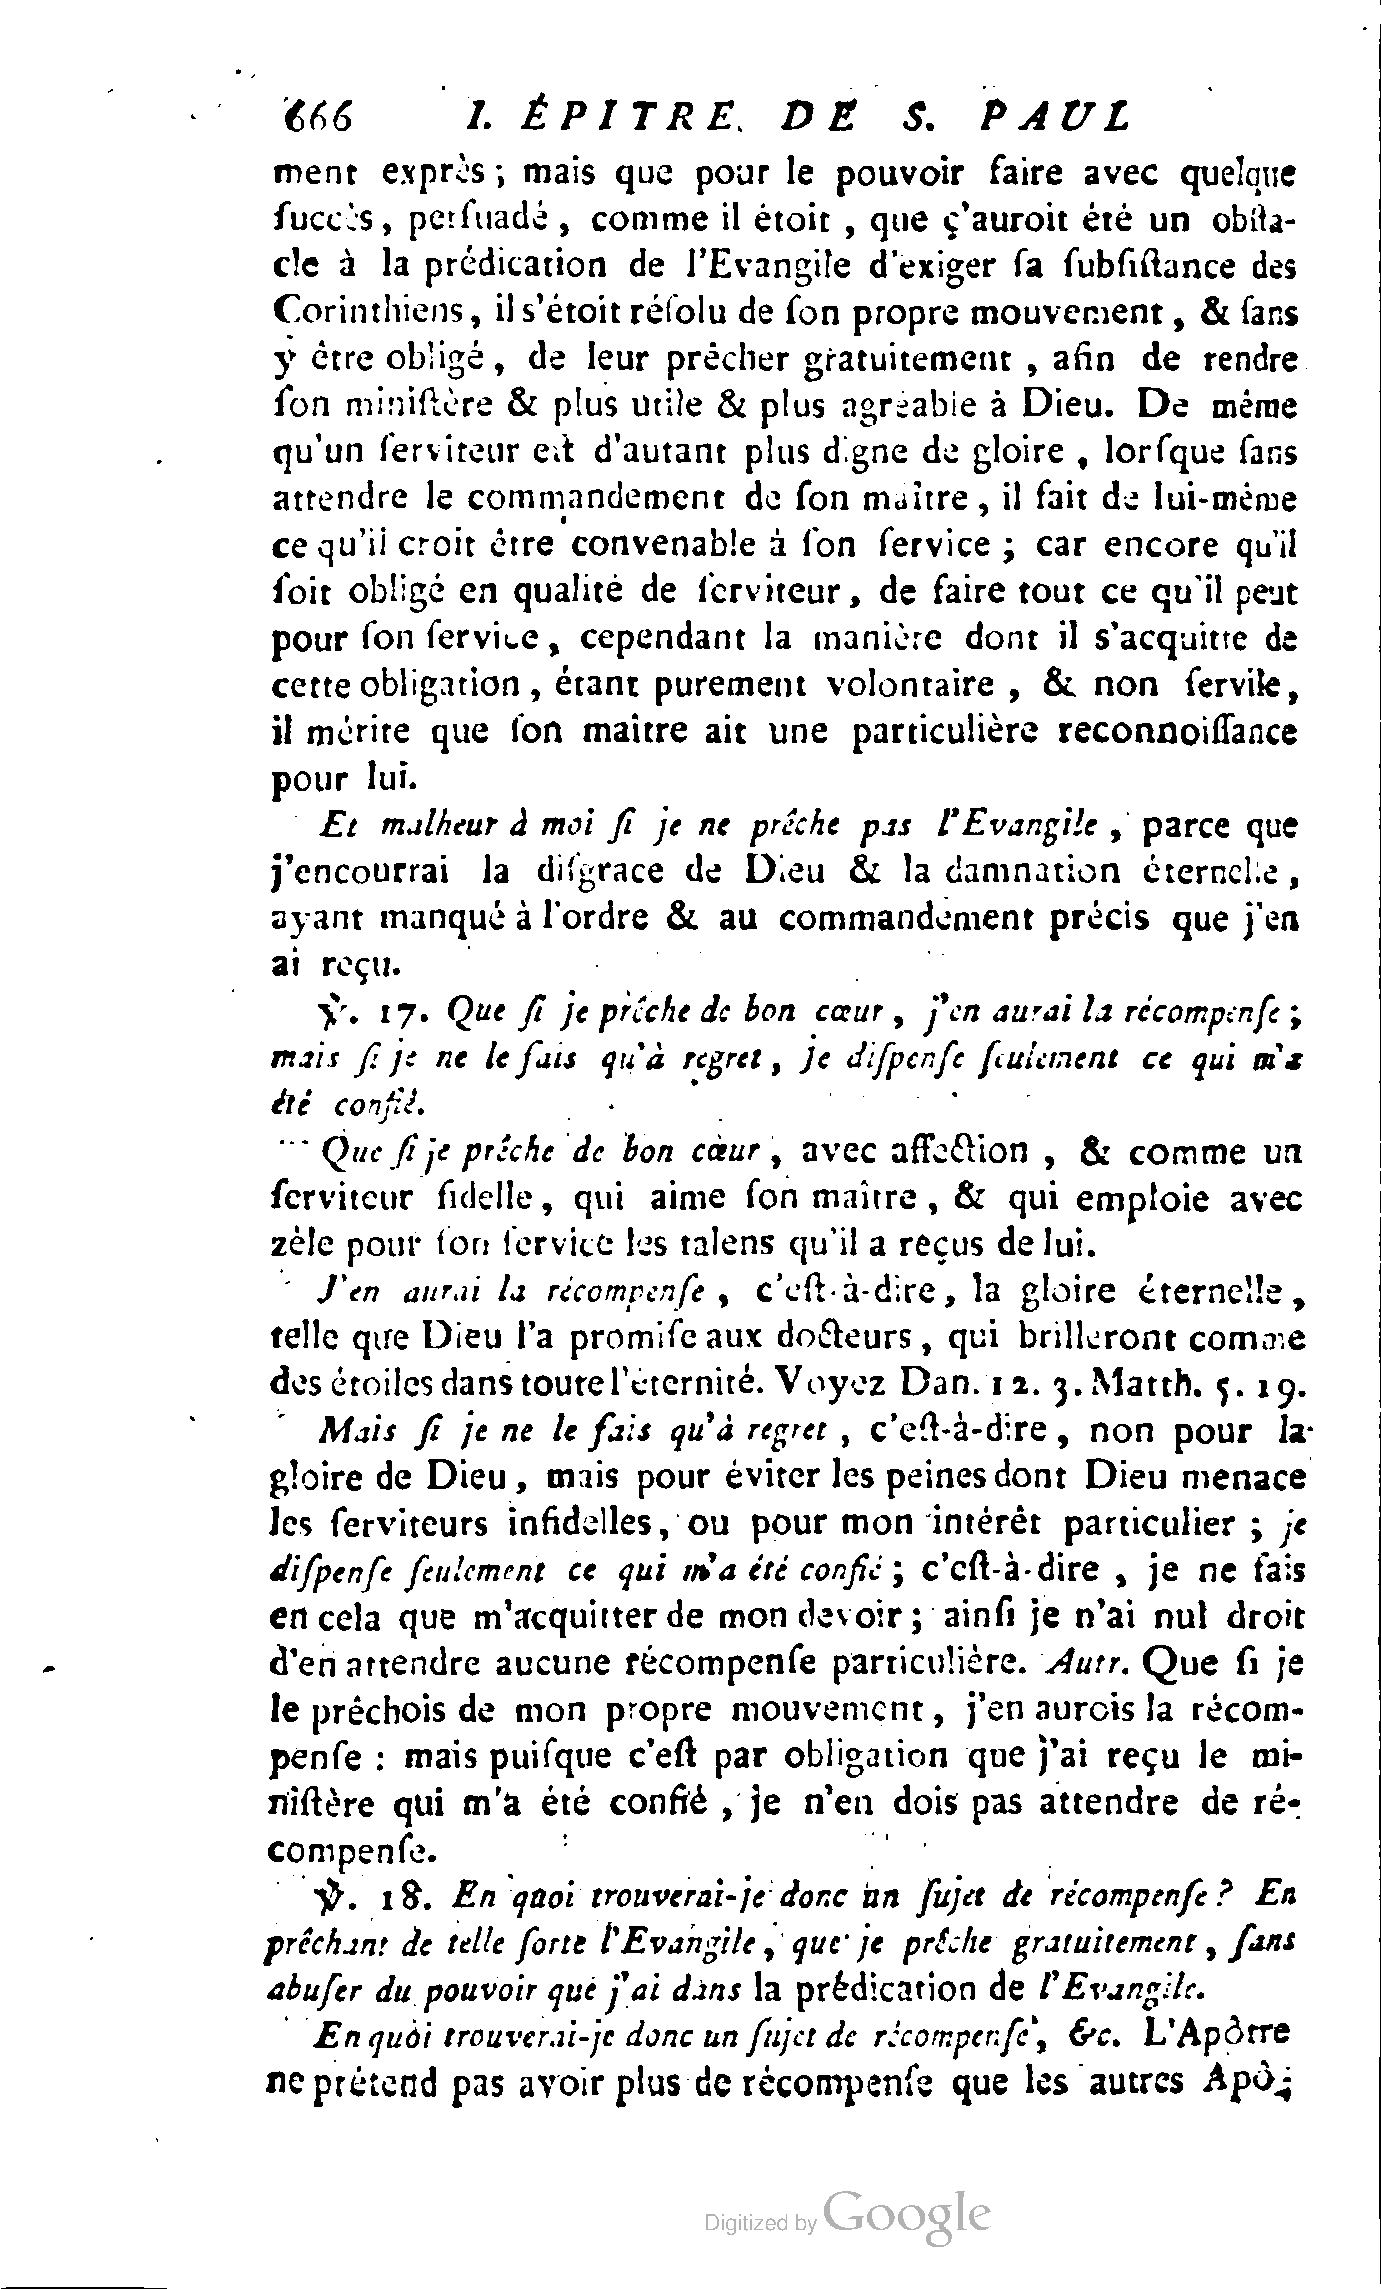 666 I. ÉPITRE DE S. PAUL
ment exprès ; mais que pour le pouvoir faire avec quelque
ſuccès, perſuadé, comme il étoit, que ç'auroit été un obſta-
cle à la prédication de l'Evangile d'exiger ſa ſubſiſtance des
Corinthiens, il s'étoit réſolu de ſon propre mouvement, & ſans
y être obligé, de leur prêcher gratuitement, afin de rendre
ſon miniſtère & plus utile & plus agréable à Dieu. De même
qu'un ſerviteur eſt d'autant plus digne de gloire, lorſque ſans
attendre le commandement de ſon maître, il fait de lui-même
ce qu'il croit être convenable à ſon ſervice ; car encore qu'il
ſoit obligé en qualité de ſerviteur, de faire tout ce qu'il peut
pour ſon ſervice, cependant la manière dont il s'acquitte de
cette obligation, étant purement volontaire, & non ſervile,
il mérite que ſon maître ait une particulière reconnoiſſance
pour lui.
Et malheur à moi ſi je ne prêche pas l'Evangile, parce que
j'encourrai la diſgrace de Dieu & la damnation éternelle,
ayant manqué à l'ordre & au commandement précis que j'en
ai reçu.
℣. 17. Que ſi je prêche de bon cœur, j'en aurai la récompenſe ;
mais ſi je ne le fais qu'à regret, je diſpenſe ſeulement ce qui m'a
été confié.
Que ſi je prêche de bon cœur, avec affection, & comme un
ſerviteur fidelle, qui aime ſon maître, & qui emploie avec
zèle pour ſon ſervice les talens qu'il a reçus de lui.
J'en aurai la récompenſe, c'eſt-à-dire, la gloire éternelle,
telle que Dieu l'a promiſe aux docteurs, qui brilleront comme
des étoiles dans toute l'éternité. Voyez Dan. 12. 3. Matth. 5. 19.
Mais ſi je ne le fais qu'à regret, c'eſt-à-dire, non pour la
gloire de Dieu, mais pour éviter les peines dont Dieu menace
les ſerviteurs infidelles, ou pour mon intérêt particulier ; je
diſpenſe ſeulement ce qui m'a été confié ; c'eſt-à-dire, je ne fais
en cela que m'acquitter de mon devoir ; ainſi je n'ai nul droit
d'en attendre aucune récompenſe particulière. Autr. Que ſi je
le prêchois de mon propre mouvement, j'en aurois la récom-
penſe : mais puiſque c'eſt par obligation que j'ai reçu le mi-
niſtère qui m'a été confié, je n'en dois pas attendre de ré-
compenſe.
℣. 18. En quoi trouverai-je donc un ſujet de récompenſe ? En
prêchant de telle ſorte l'Evangile, que je prêche gratuitement, ſans
abuſer du pouvoir que j'ai dans la prédication de l'Evangile.
En quoi trouverai-je donc un ſujet de récompenſe, &c. L'Apôtre
ne prétend pas avoir plus de récompenſe que les autres Apô-
Digitized by Google